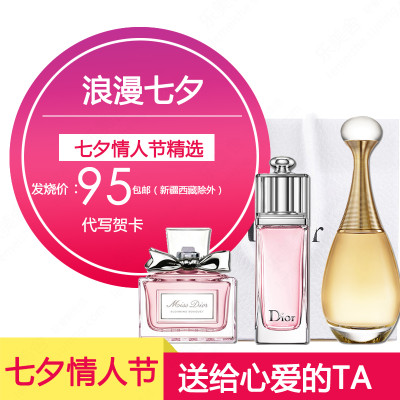 浪漫七夕
七夕情人节精选
发烧价：95包邮（新疆西藏除外）
代写贺卡
Miss Dior
Dior
七夕情人节
送给心爱的TA